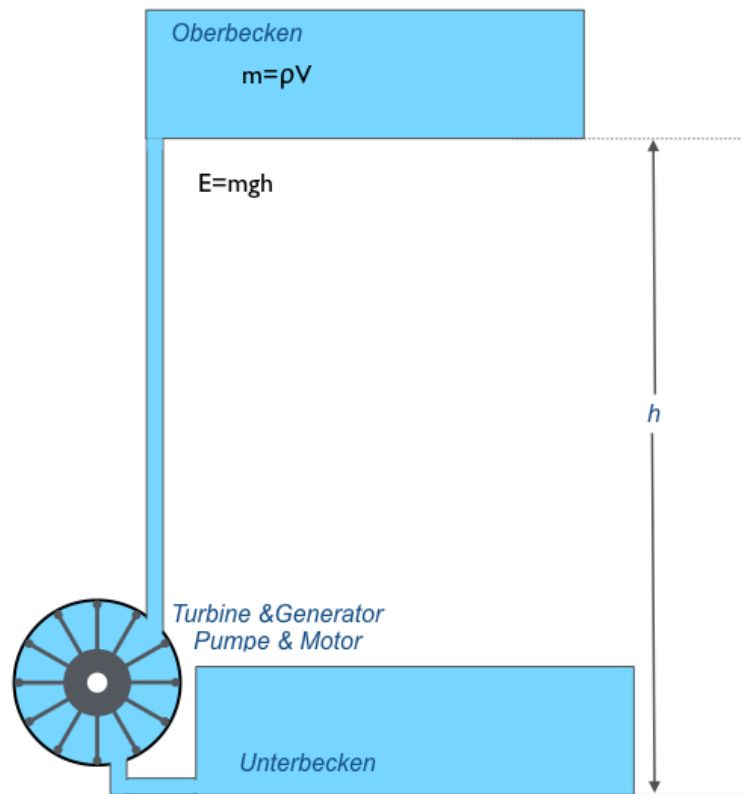 Oberbecken
m=ρV
E=mgh
h
Turbine &Generator
Pumpe & Motor
Unterbecken